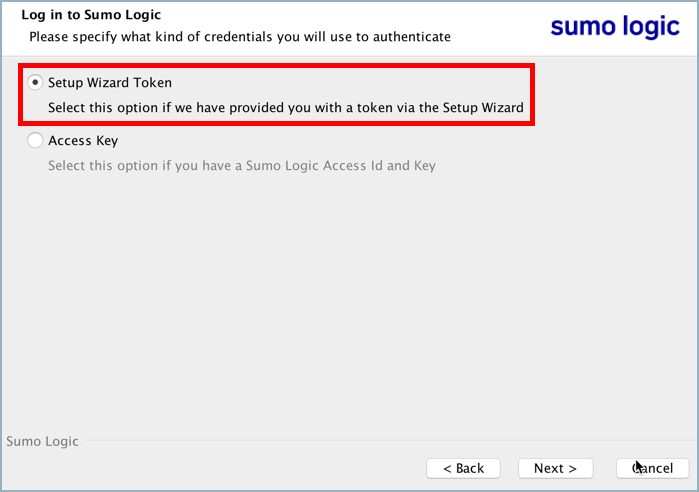 Log in to Sumo Logic
Please specify what kind of credentials you will use to authenticate
sumo logic
Setup Wizard Token
Select this option if we have provided you with a token via the Setup Wizard
Access Key
Select this option if you have a Sumo Logic Access Id and Key
Sumo Logic
< Back Next > Cancel